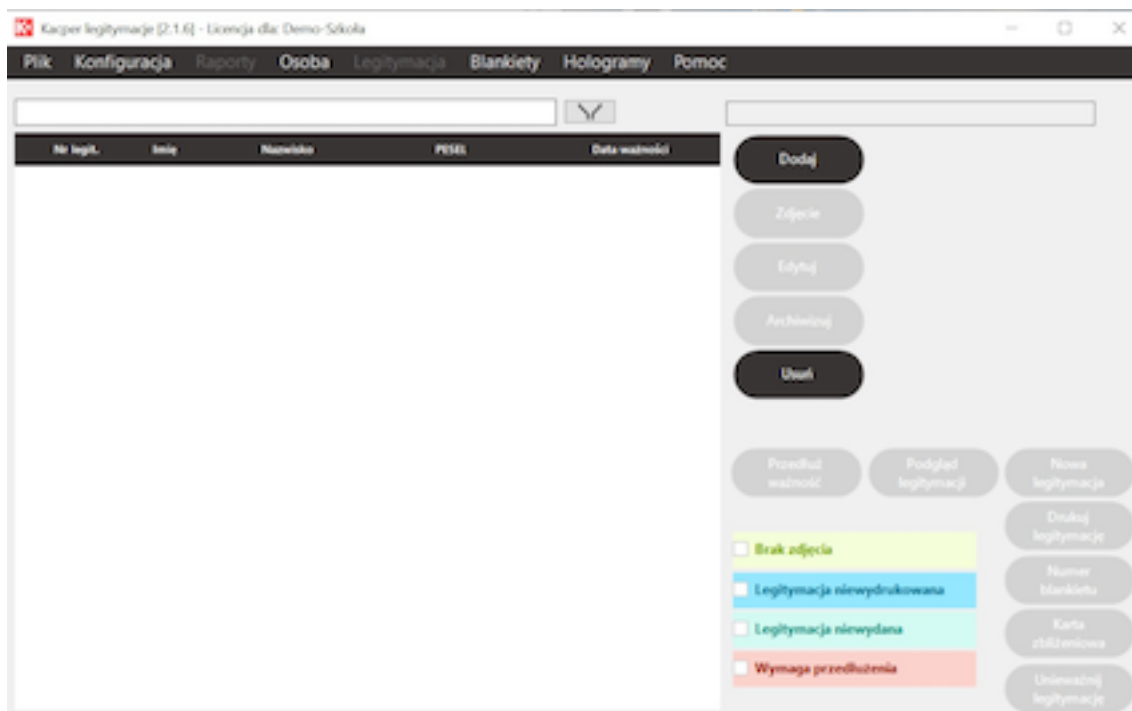 Kacper legitymacje [2.1.6] - Licencja dla: Demo-Szkoła
Plik Konfiguracja Raporty Osoba Legitymacja Blankiety Hologramy Pomoc
Nr legit. Imię Nazwisko PESEL Data ważności
Dodaj
Zdjęcie
Edytuj
Archiwizuj
Usuń
Przedłuż
ważność
Podgląd
legitymacji
Nowa
legitymacja
Drukuj
legitymację
Numer
blankietu
Karta
zbliżeniowa
Unieważnij
legitymację
Brak zdjęcia
Legitymacja niewydrukowana
Legitymacja niewydana
Wymaga przedłużenia